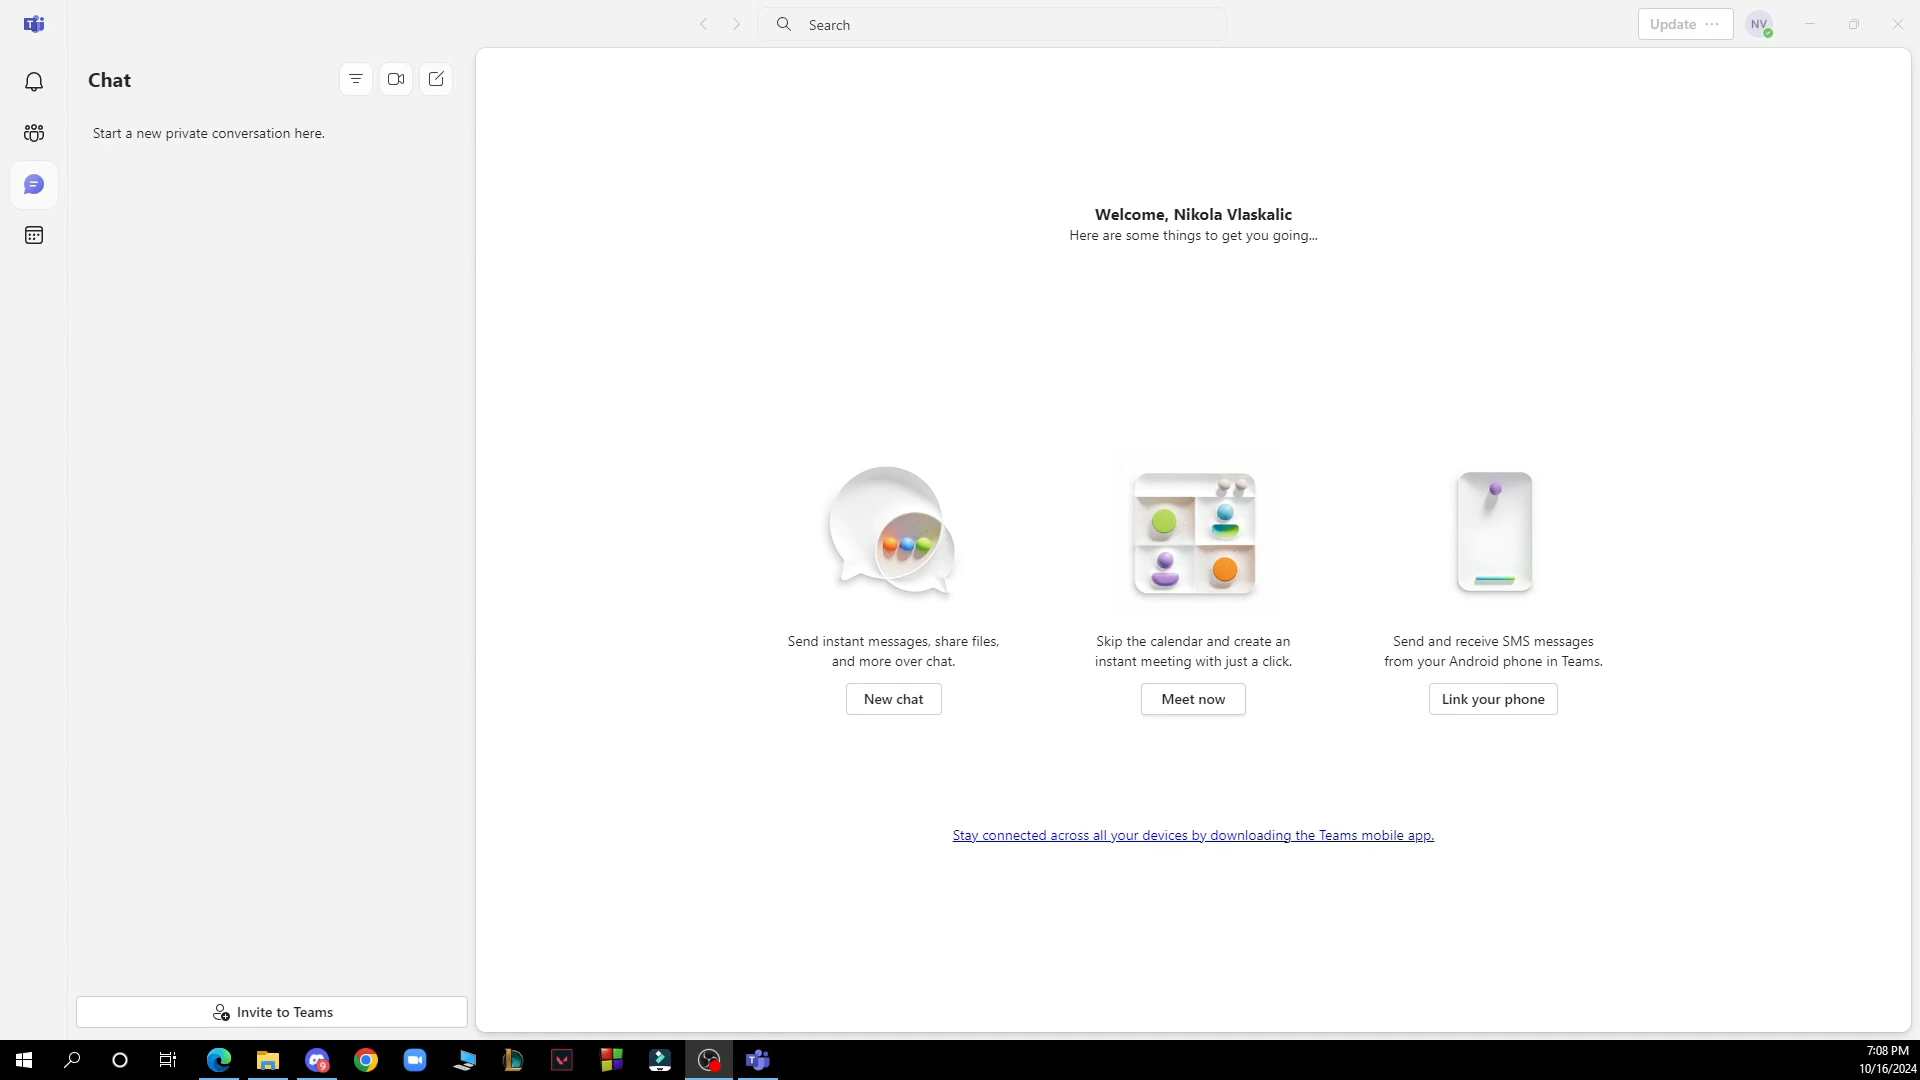 Search
Update
NV
Chat
Start a new private conversation here.
Welcome, Nikola Vlaskalic
Here are some things to get you going...
Send instant messages, share files,
and more over chat.
New chat
Skip the calendar and create an
instant meeting with just a click.
Meet now
Send and receive SMS messages
from your Android phone in Teams.
Link your phone
Stay connected across all your devices by downloading the Teams mobile app.
Invite to Teams
9
7:08 PM
10/16/2024